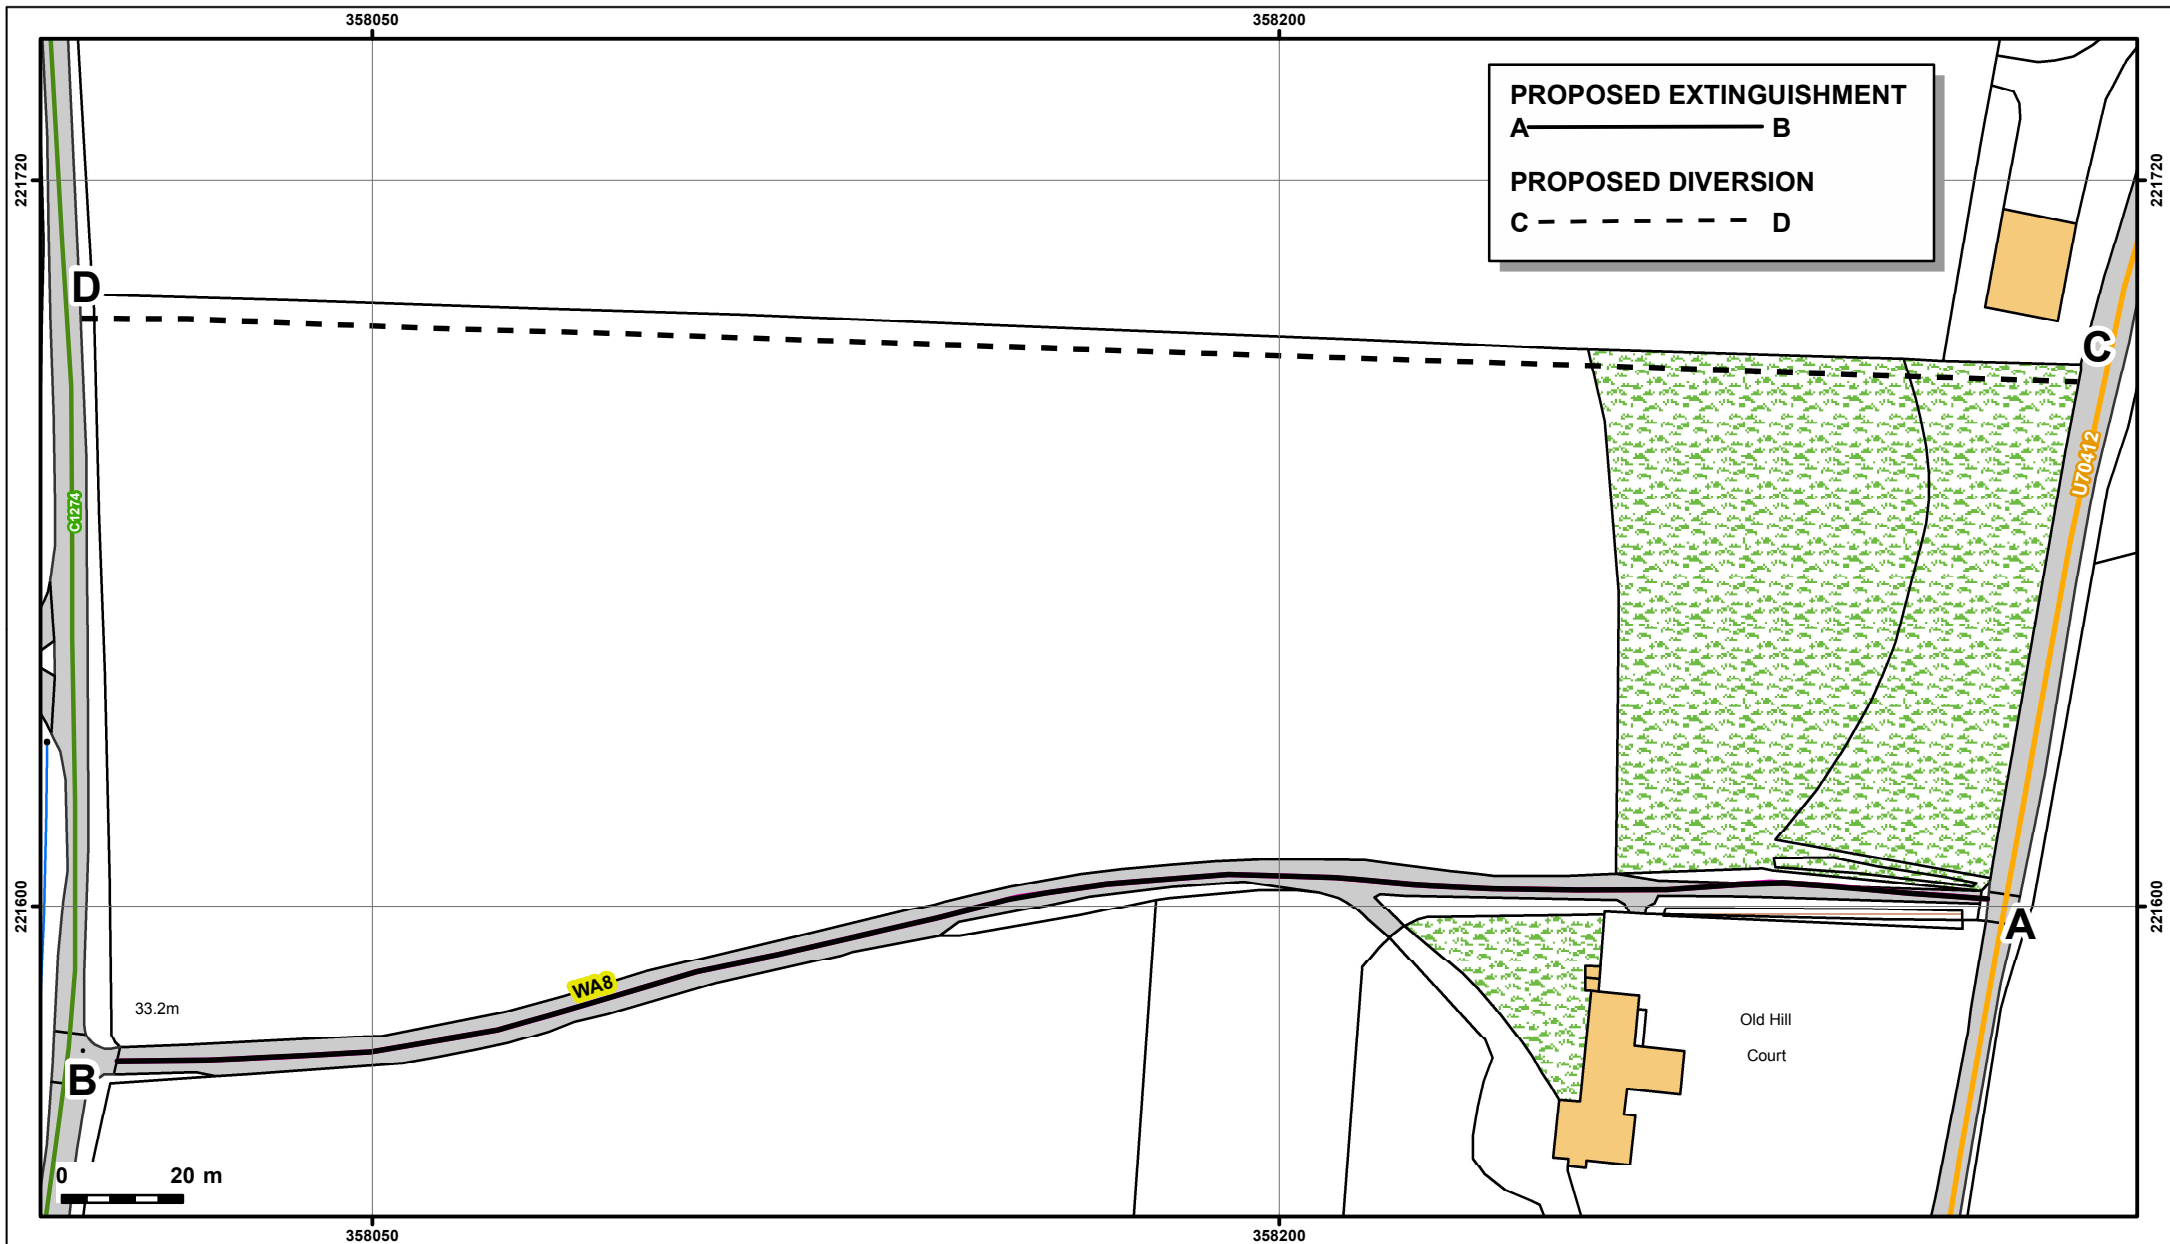 358050
358200
PROPOSED EXTINGUISHMENT
A B
PROPOSED DIVERSION
C D
221720
221720
D
C
U70412
C1274
221600
221600
A
WA8
33.2m
Old Hill
Court
B
0 20 m
358050
358200